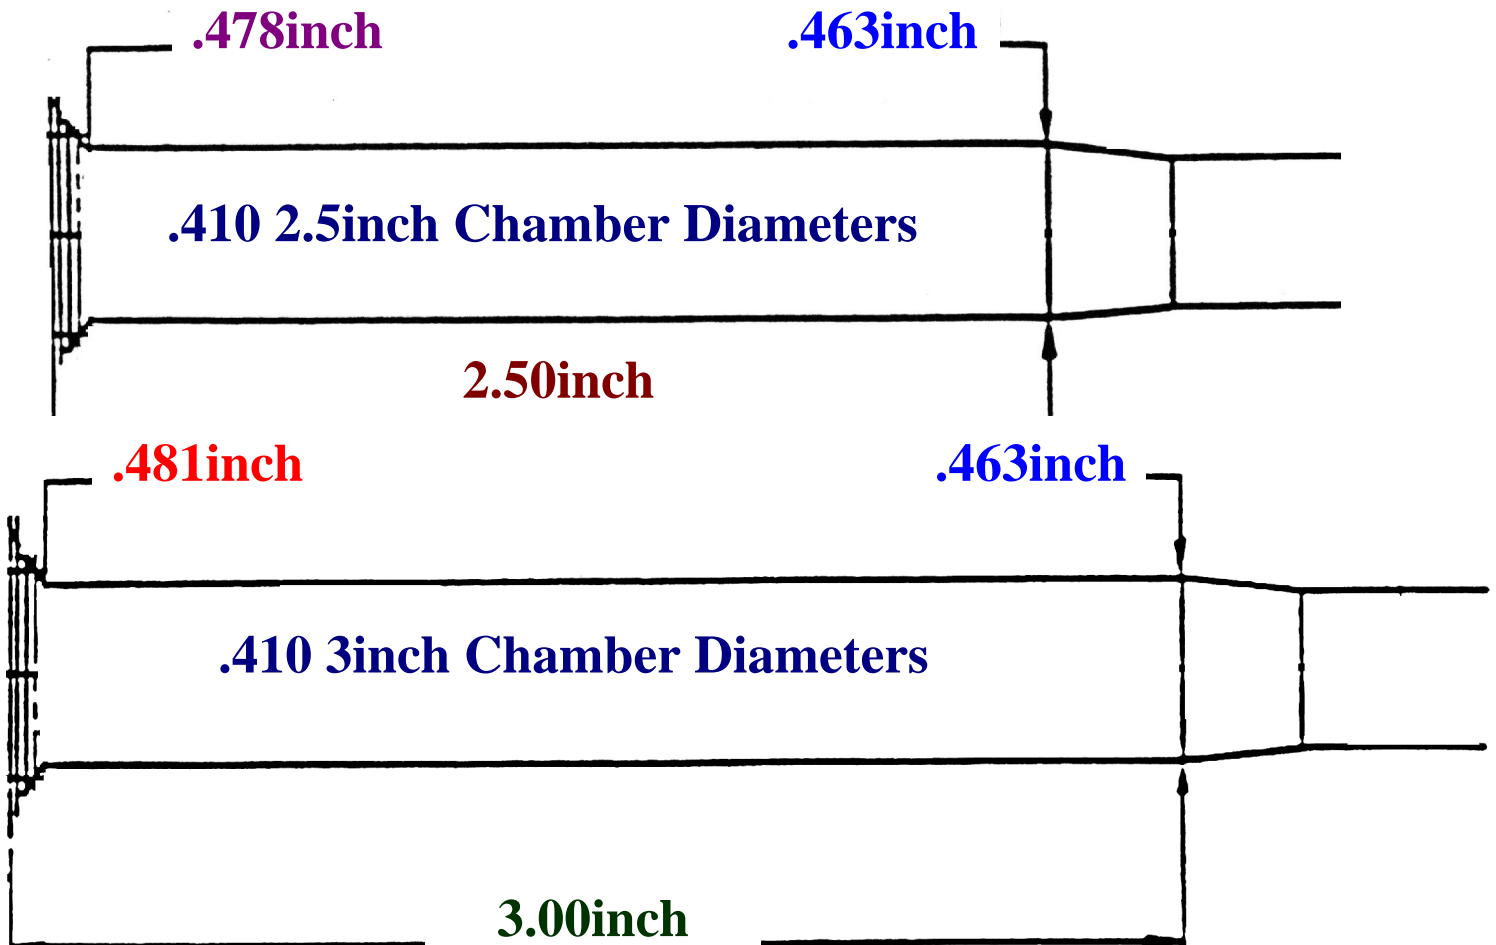 .478inch
.463inch
.410 2.5inch Chamber Diameters
2.50inch
.481inch
.463inch
.410 3inch Chamber Diameters
3.00inch